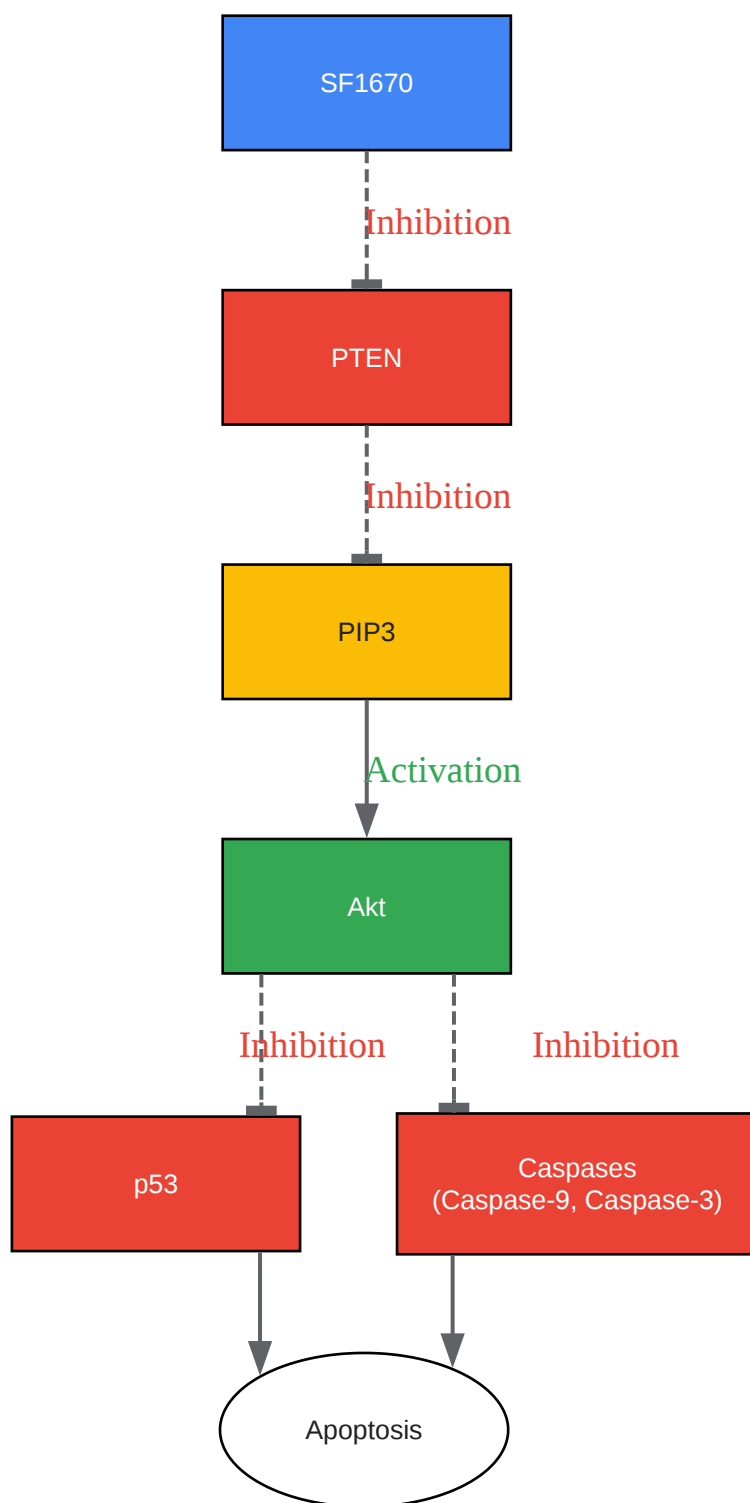 SF1670
Inhibition
PTEN
Inhibition
PIP3
Activation
Akt
Inhibition
Inhibition
p53
Caspases
(Caspase-9, Caspase-3)
Apoptosis